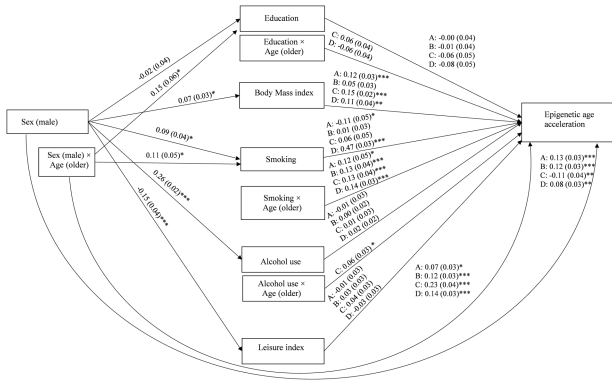 Education
Education ×
Age (older)
Body Mass index
Smoking
Smoking ×
Age (older)
Alcohol use
Alcohol use ×
Age (older)
Leisure index
Sex (male)
Sex (male) ×
Age (older)
Epigenetic age
acceleration
-0.02 (0.04)
0.15 (0.06)*
0.07 (0.03)*
0.09 (0.04)*
0.11 (0.05)*
0.26 (0.02)***
-0.15 (0.04)***
A: -0.00 (0.04)
B: -0.01 (0.04)
C: -0.06 (0.05)
D: -0.08 (0.05)
C: 0.06 (0.04)
D: -0.06 (0.04)
A: 0.12 (0.03)***
B: 0.05 (0.03)
C: 0.15 (0.02)***
D: 0.11 (0.04)**
A: -0.11 (0.05)*
B: 0.01 (0.03)
C: 0.06 (0.05)
D: 0.47 (0.03)***
A: 0.12 (0.05)*
B: 0.13 (0.04)***
C: 0.13 (0.04)***
D: 0.14 (0.03)***
A: -0.01 (0.03)
B: 0.00 (0.02)
C: 0.01 (0.03)
D: 0.02 (0.02)
C: 0.06 (0.03)*
A: -0.01 (0.03)
B: 0.03 (0.03)
C: 0.04 (0.03)
D: -0.03 (0.03)
A: 0.13 (0.03)***
B: 0.12 (0.03)***
C: -0.11 (0.04)**
D: 0.08 (0.03)**
A: 0.07 (0.03)*
B: 0.12 (0.03)***
C: 0.23 (0.04)***
D: 0.14 (0.03)***